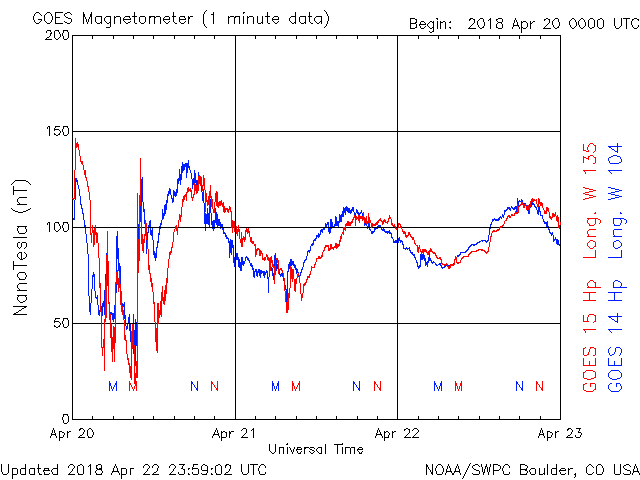 GOES Magnetometer (1 minute data)
Begin: 2018 Apr 20 0000 UTC
200
150
100
50
0
NanoTesla (nT)
M M N N M M N N M M N N
Apr 20 Apr 21 Apr 22 Apr 23
Universal Time
GOES 15 Hp Long. W 135
GOES 14 Hp Long. W 104
Updated 2018 Apr 22 23:59:02 UTC
NOAA/SWPC Boulder, CO USA